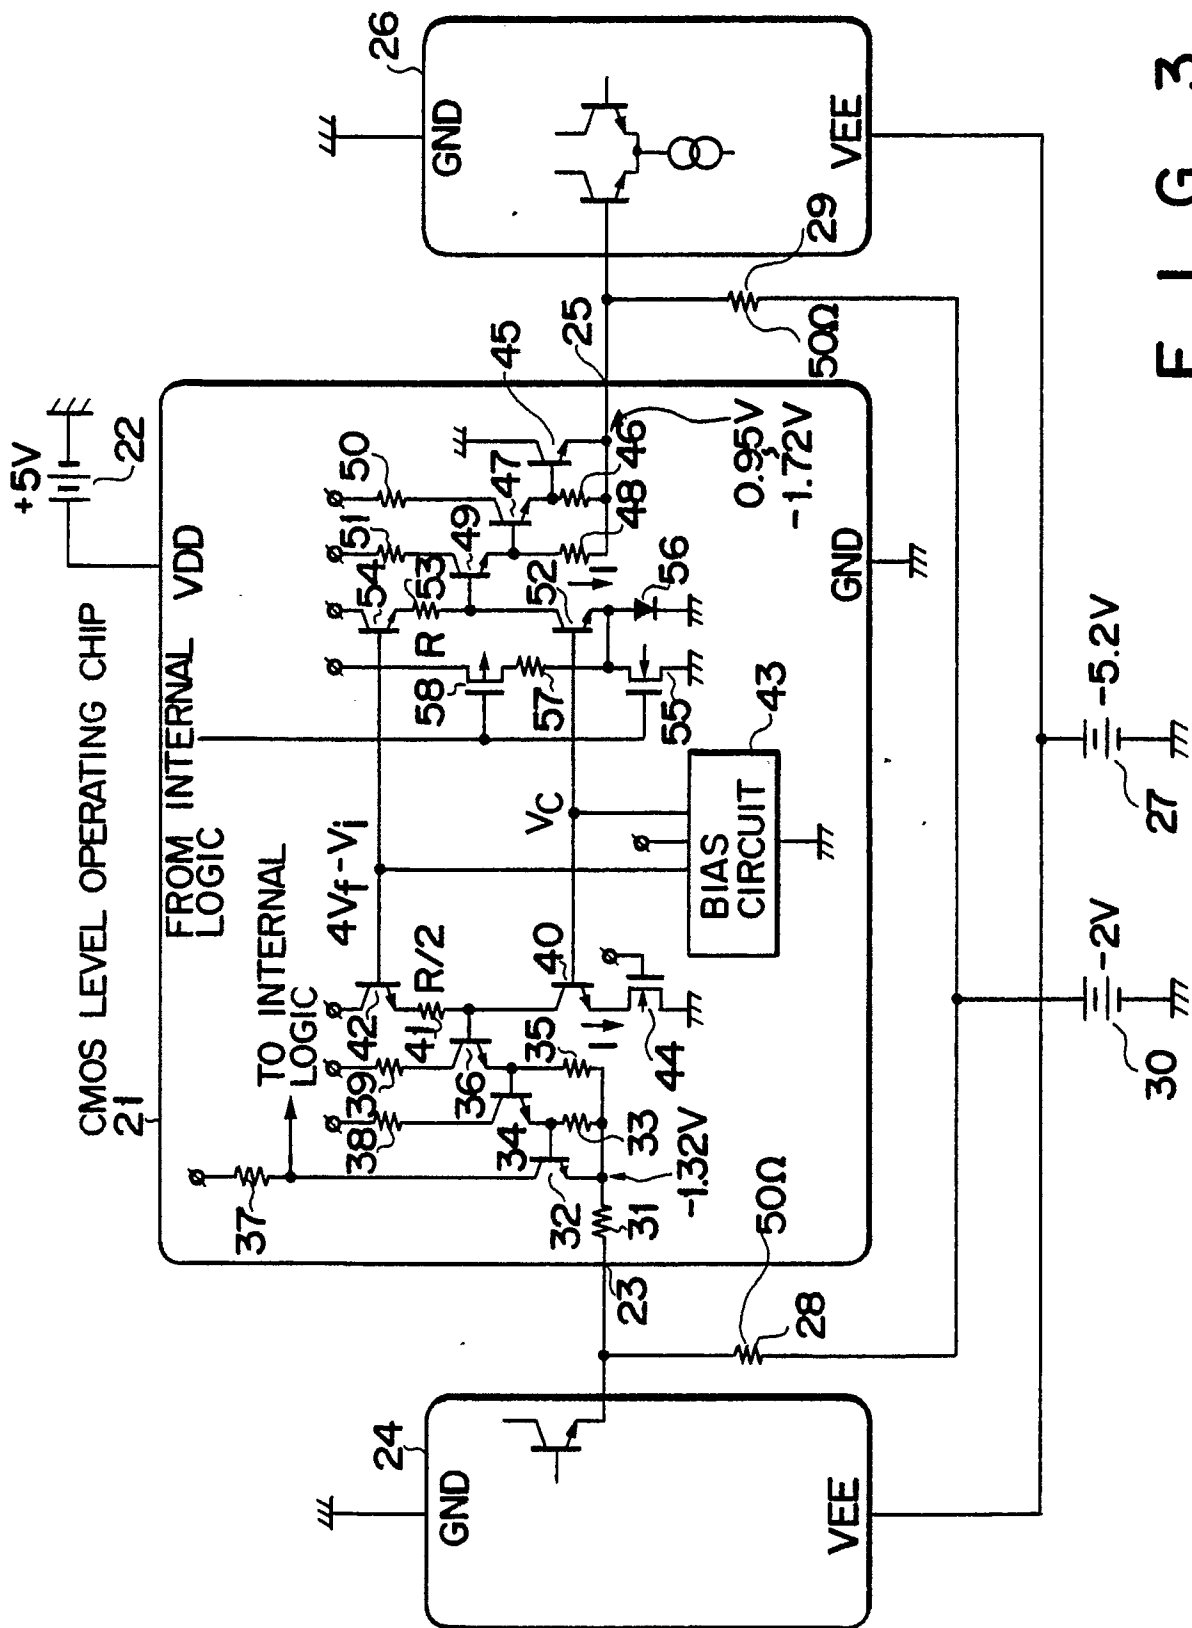 CMOS LEVEL OPERATING CHIP
21
+5V
22
VDD
FROM INTERNAL
LOGIC
TO INTERNAL
LOGIC
37
38
39
42
41
R/2
36
34
32
33
35
31
-1.32V
23
I
40
44
4Vf-Vi
VC
BIAS
CIRCUIT
43
58
57
55
R
54
53
52
56
I
51
50
49
47
45
48
46
25
0.95V
~
-1.72V
GND
24
GND
VEE
50Ω
28
26
GND
VEE
29
50Ω
30
-2V
27
-5.2V
FIG 3